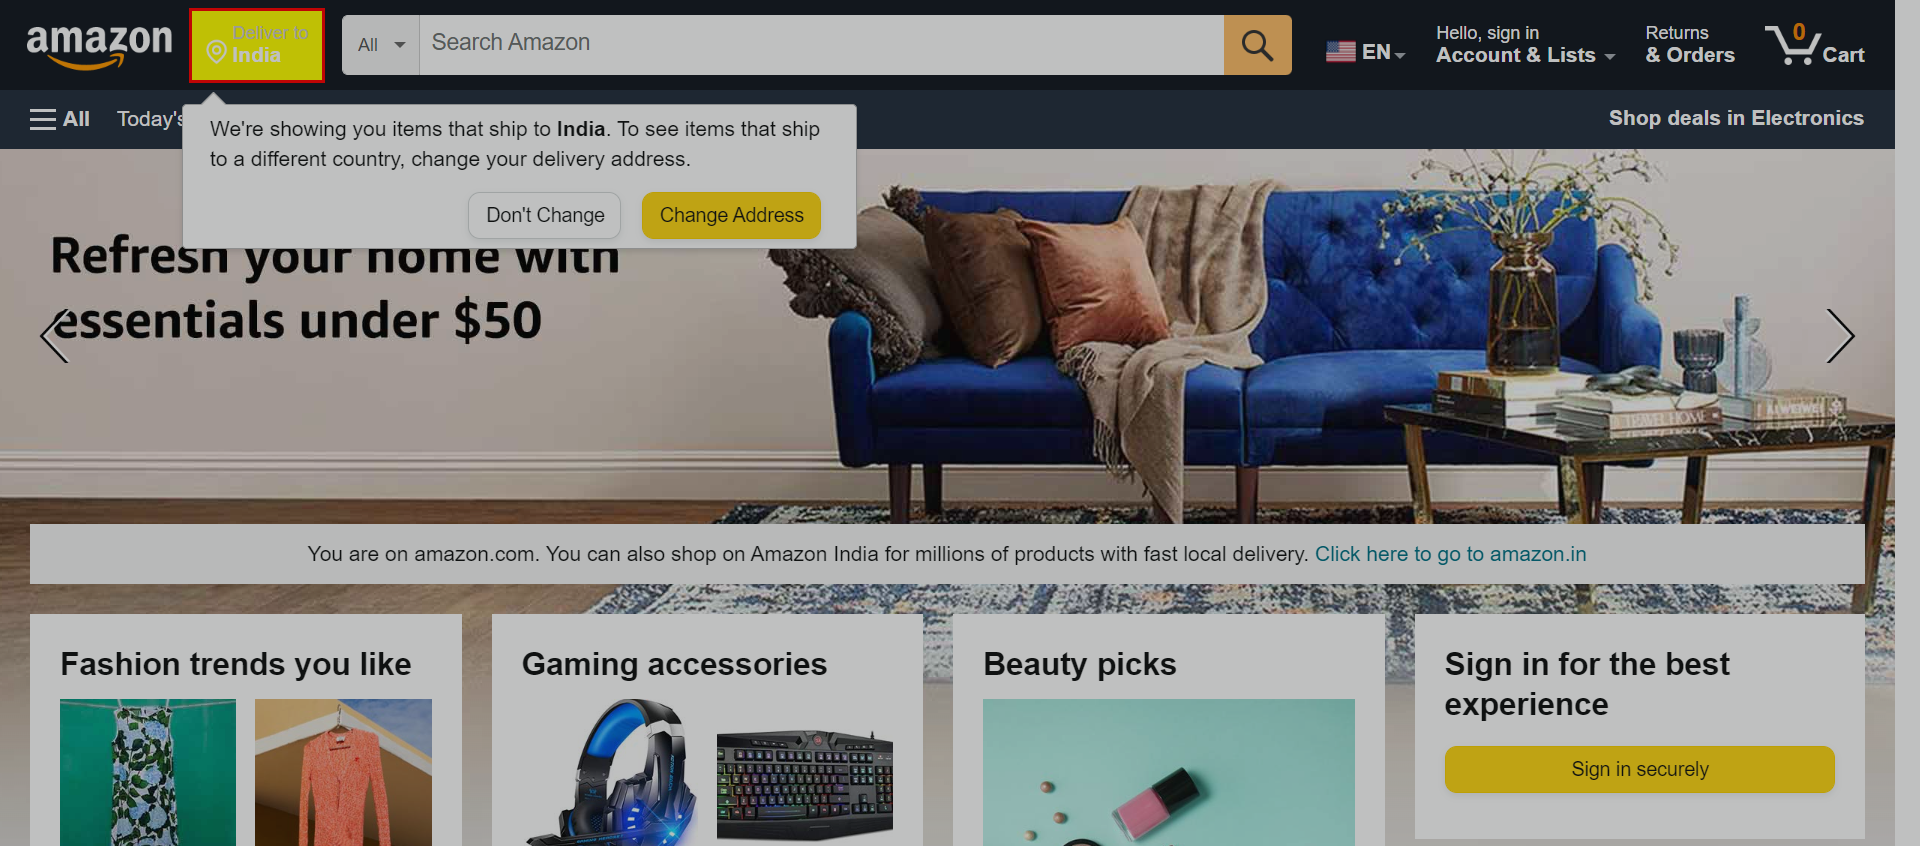 amazon
Deliver to
India
All
Search Amazon
EN
Hello, sign in
Account & Lists
Returns
& Orders
0
Cart
All
Today's
Shop deals in Electronics
We're showing you items that ship to India. To see items that ship
to a different country, change your delivery address.
Don't Change
Change Address
Refresh your home with
essentials under $50
TRAVEL HOME
AI WEIWEI
You are on amazon.com. You can also shop on Amazon India for millions of products with fast local delivery. Click here to go to amazon.in
Fashion trends you like
Gaming accessories
Beauty picks
Sign in for the best
experience
Sign in securely